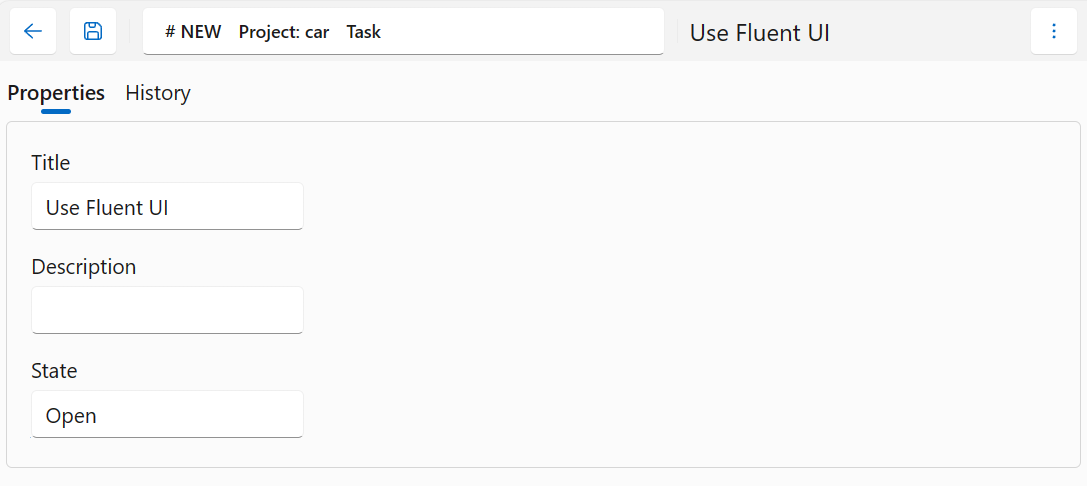 # NEW Project: car Task Use Fluent UI
Properties History
Title
Use Fluent UI
Description
State
Open